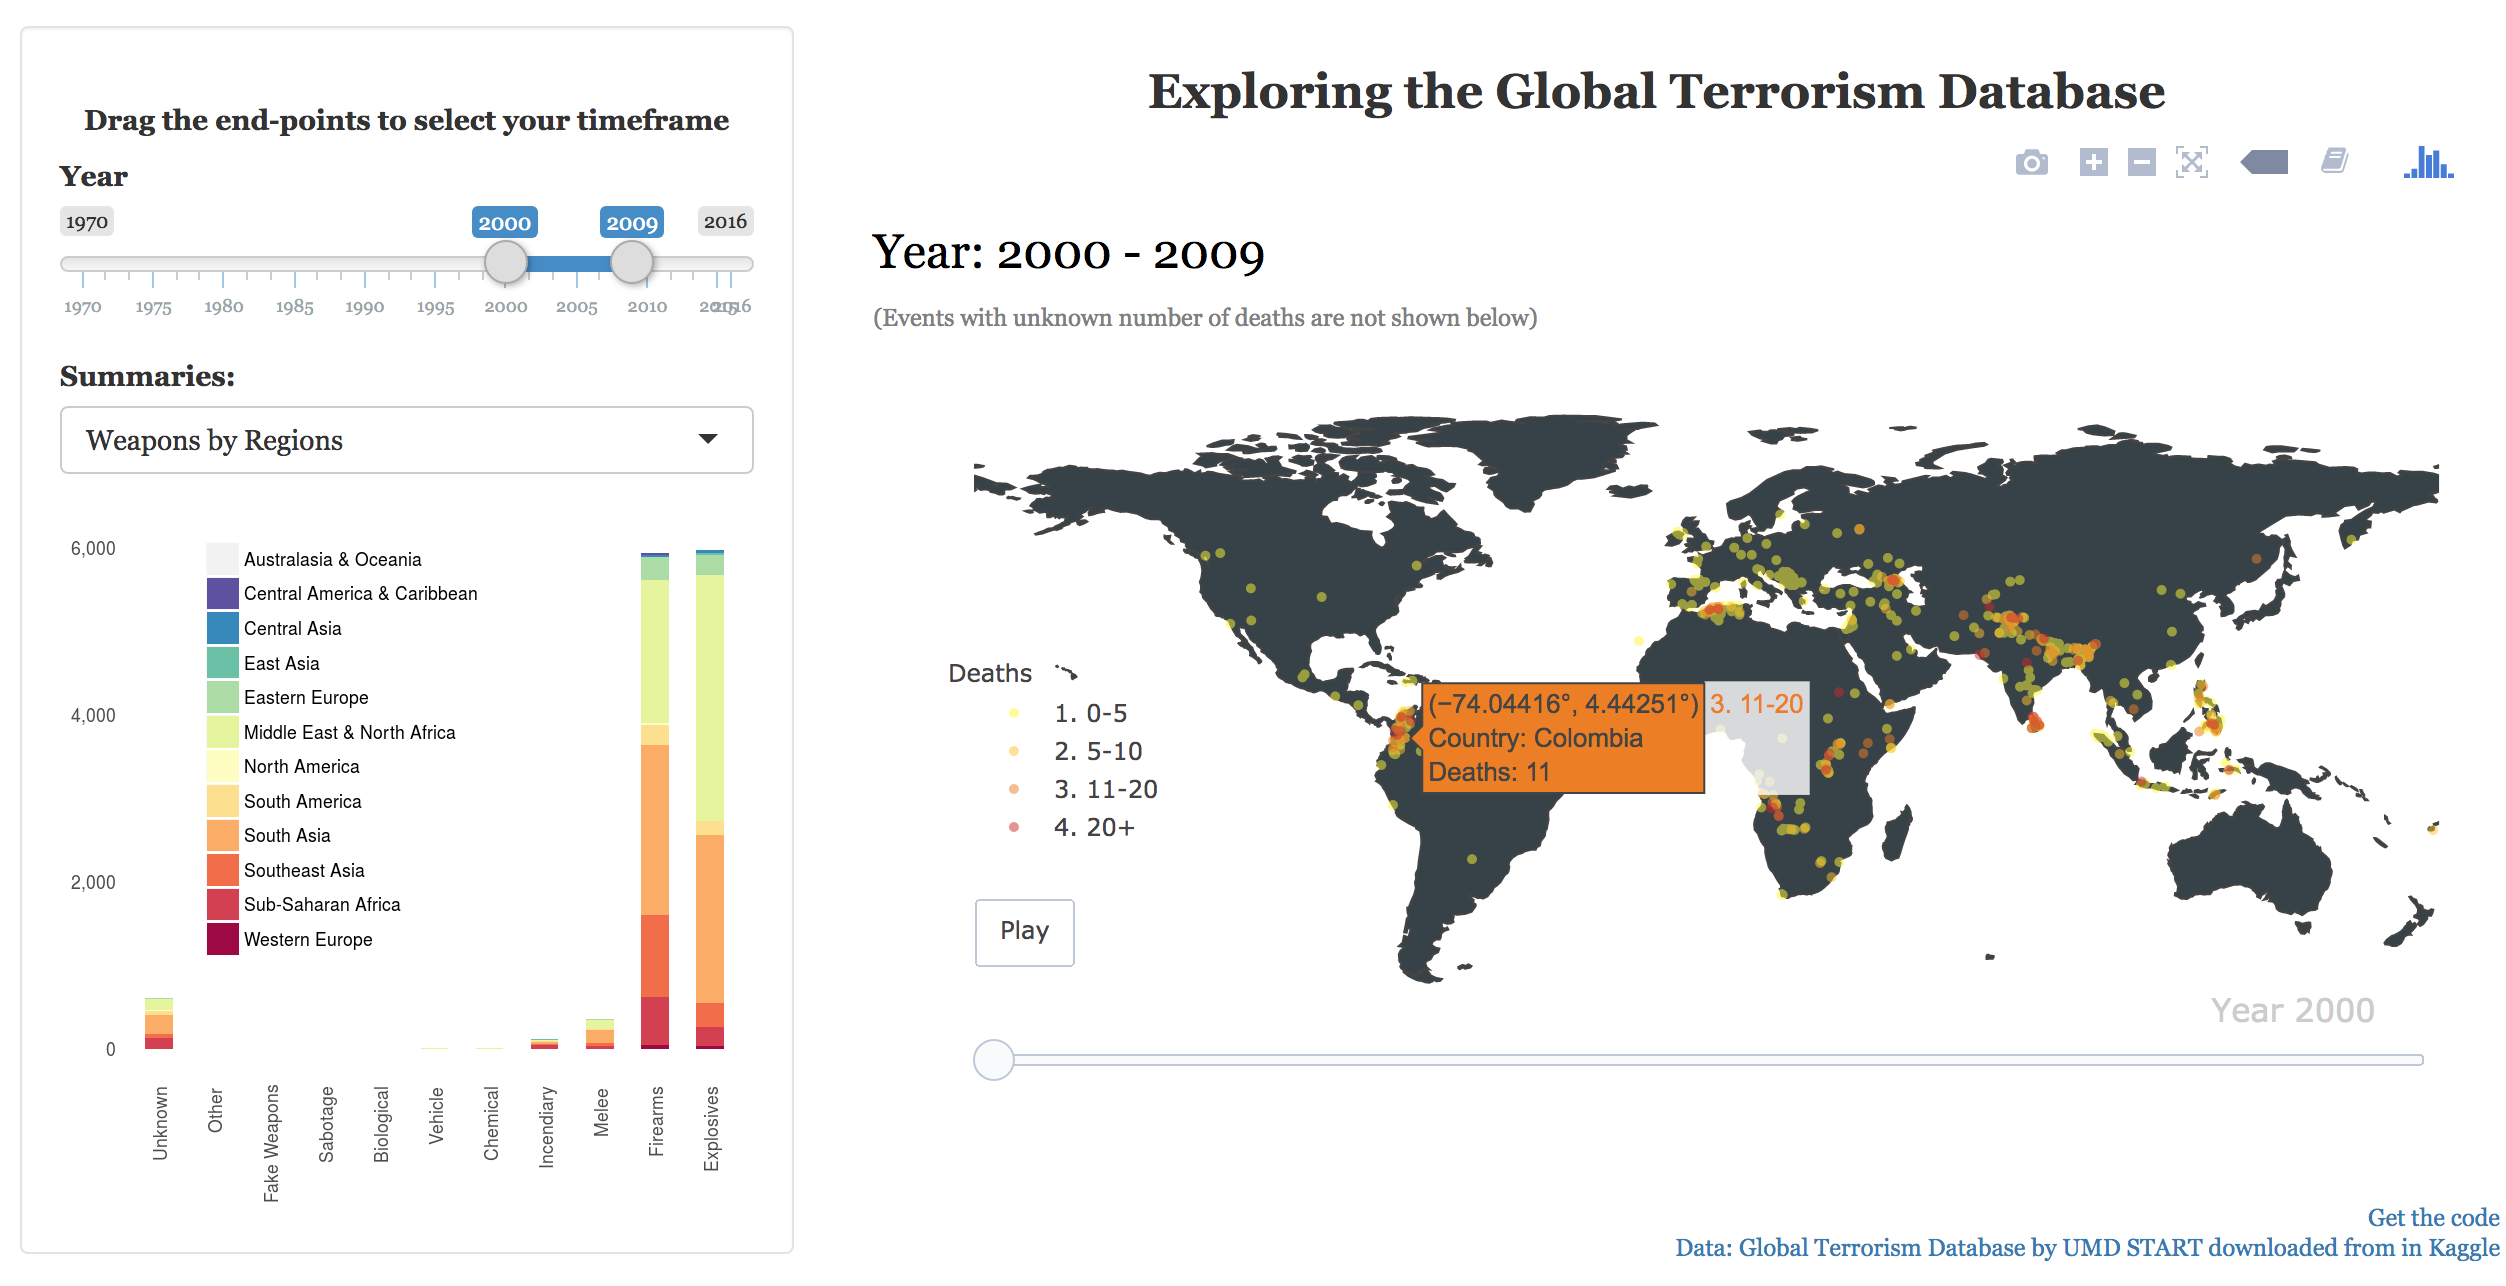 Drag the end-points to select your timeframe
Year
1970
2000
2009
2016
1970 1975 1980 1985 1990 1995 2000 2005 2010 2015 2016
Summaries:
Weapons by Regions
6,000
4,000
2,000
0
Australasia & Oceania
Central America & Caribbean
Central Asia
East Asia
Eastern Europe
Middle East & North Africa
North America
South America
South Asia
Southeast Asia
Sub-Saharan Africa
Western Europe
Unknown
Other
Fake Weapons
Sabotage
Biological
Vehicle
Chemical
Incendiary
Melee
Firearms
Explosives
Exploring the Global Terrorism Database
Year: 2000 - 2009
(Events with unknown number of deaths are not shown below)
Deaths
1. 0-5
2. 5-10
3. 11-20
4. 20+
(−74.04416°, 4.44251°) 3. 11-20
Country: Colombia
Deaths: 11
Play
Year 2000
Get the code
Data: Global Terrorism Database by UMD START downloaded from in Kaggle